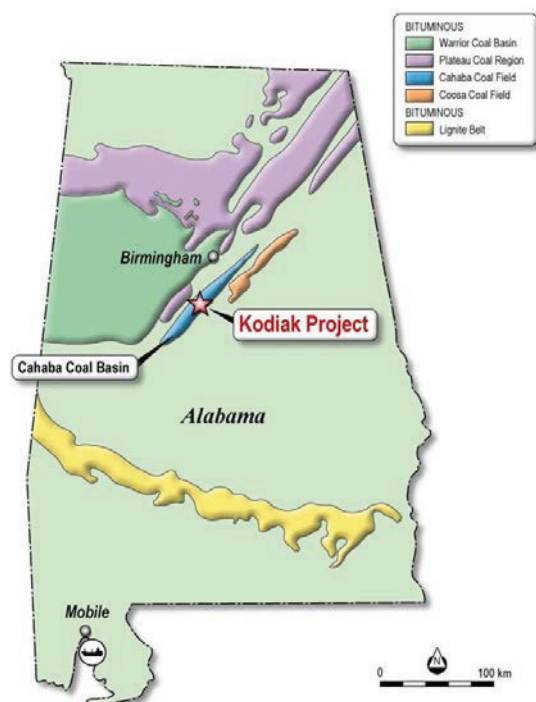 BITUMINOUS
Warrior Coal Basin
Plateau Coal Region
Cahaba Coal Field
Coosa Coal Field
BITUMINOUS
Lignite Belt
Birmingham
Kodiak Project
Cahaba Coal Basin
Alabama
Mobile
N
0 100 km